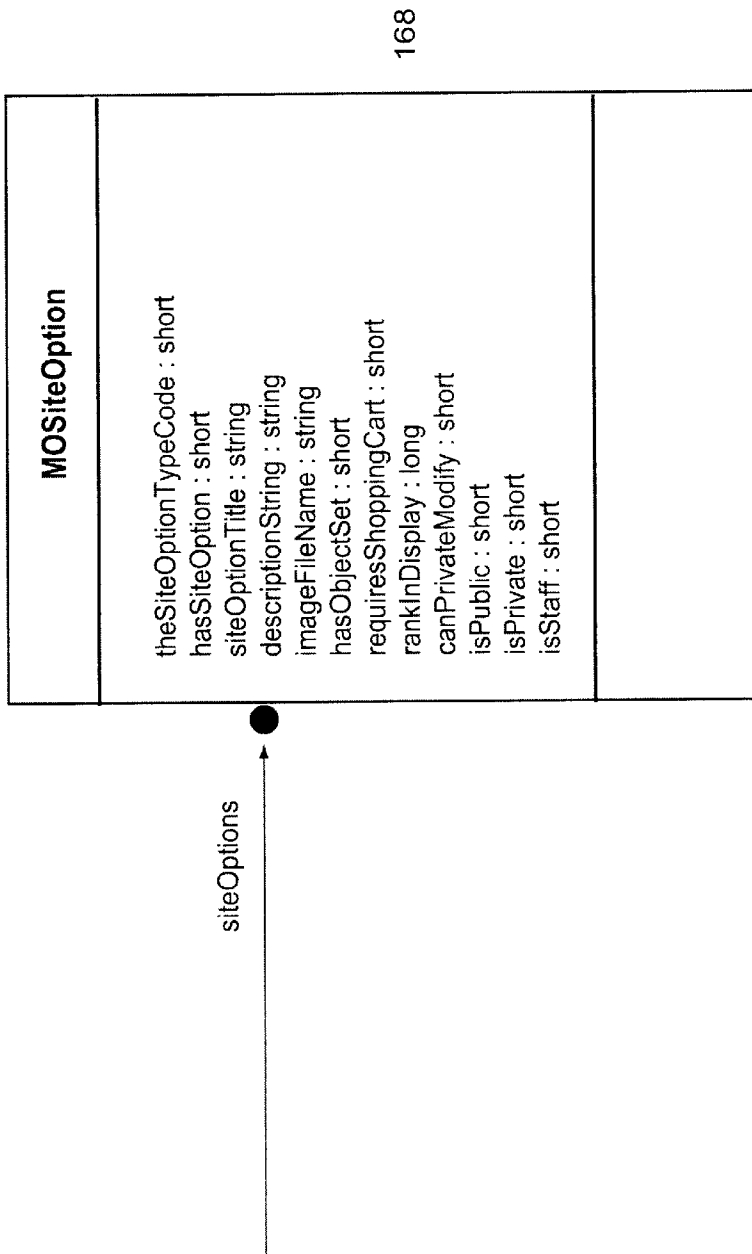 siteOptions
MOSiteOption
theSiteOptionTypeCode : short
hasSiteOption : short
siteOptionTitle : string
descriptionString : string
imageFileName : string
hasObjectSet : short
requiresShoppingCart : short
rankInDisplay : long
canPrivateModify : short
isPublic : short
isPrivate : short
isStaff : short
168